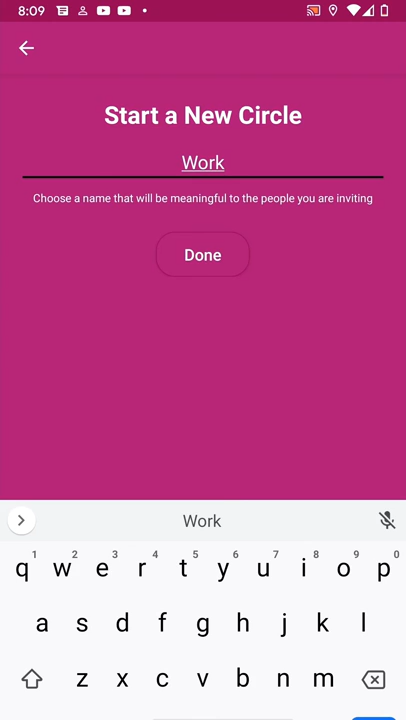 8:09
Start a New Circle
Work
Choose a name that will be meaningful to the people you are inviting
Done
Work
1 2 3 4 5 6 7 8 9 0
q w e r t y u i o p
a s d f g h j k l
z x c v b n m